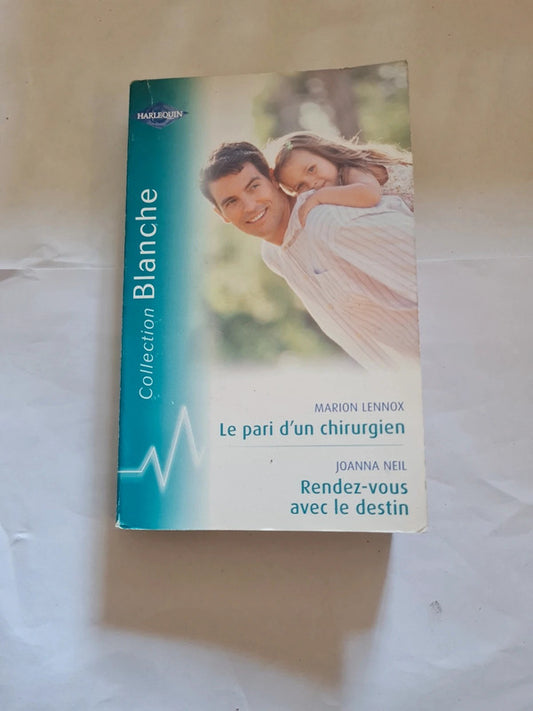 HARLEQUIN
Collection Blanche
MARION LENNOX
Le pari d'un chirurgien
JOANNA NEIL
Rendez-vous
avec le destin